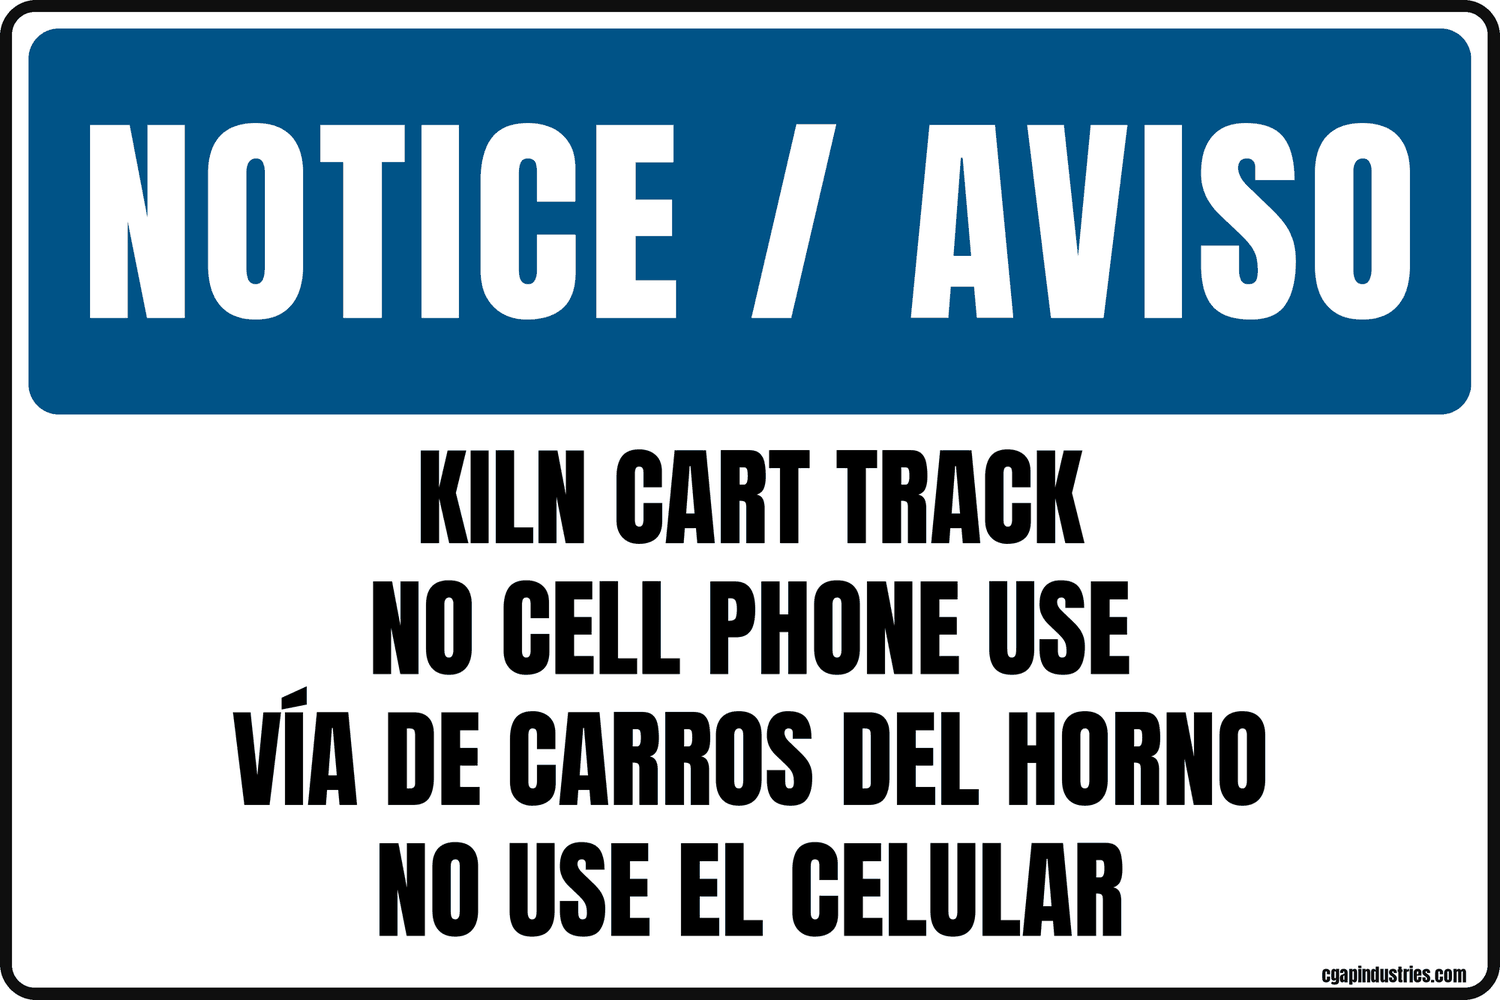 NOTICE / AVISO
KILN CART TRACK
NO CELL PHONE USE
VÍA DE CARROS DEL HORNO
NO USE EL CELULAR
cgapindustries.com